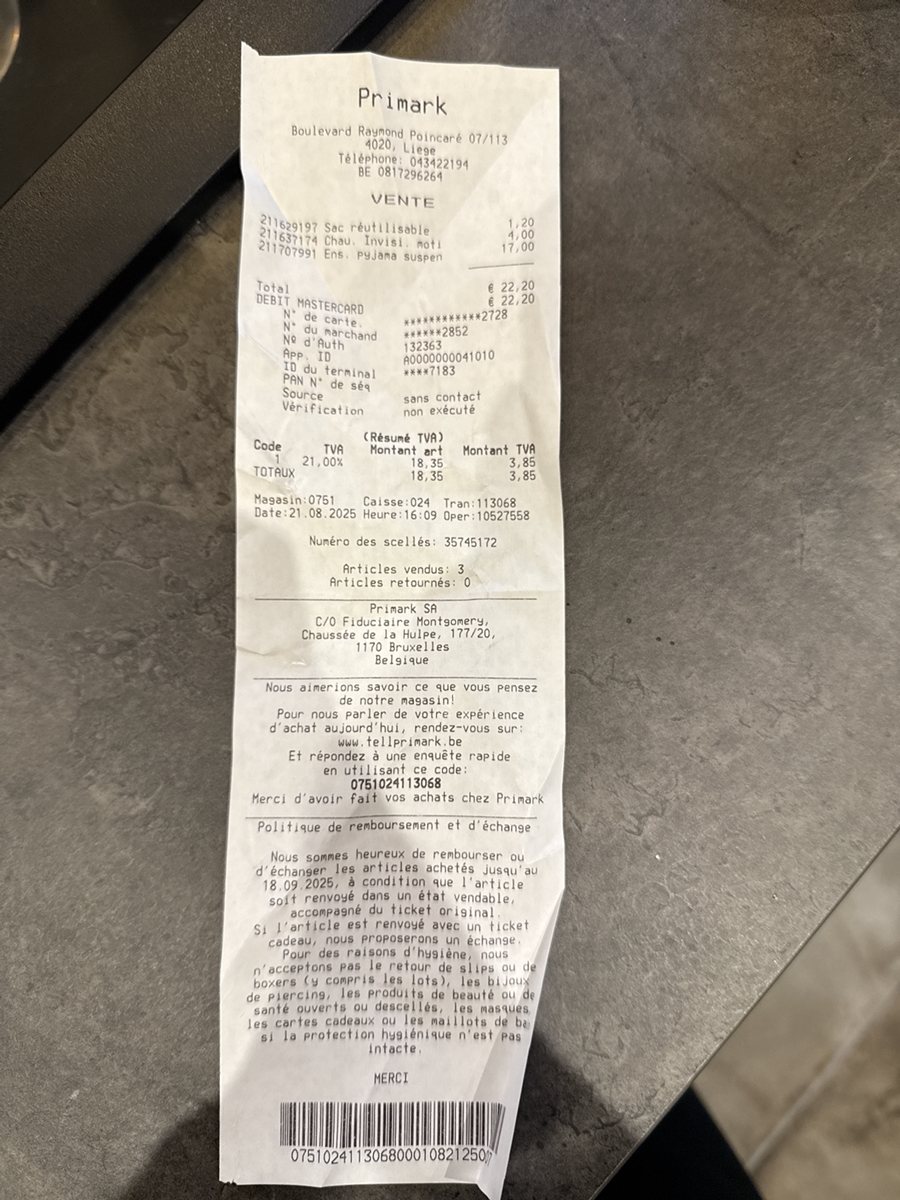 Primark
Boulevard Raymond Poincaré 07/113
4020, Liege
Téléphone: 043422194
BE 0817296264
VENTE
211629197 Sac réutilisable 1,20
211637174 Chau. Invisi. moti 4,00
211707991 Ens. pyjama suspen 17,00
Total € 22,20
DEBIT MASTERCARD € 22,20
N° de carte. ************2728
N° du marchand ******2852
Nº d'Auth 132363
App. ID A0000000041010
ID du terminal ****7183
PAN N° de séq
Source sans contact
Vérification non exécuté
(Résumé TVA)
Code TVA Montant art Montant TVA
1 21,00% 18,35 3,85
TOTAUX 18,35 3,85
Magasin:0751 Caisse:024 Tran:113068
Date:21.08.2025 Heure:16:09 Oper:10527558
Numéro des scellés: 35745172
Articles vendus: 3
Articles retournés: 0
Primark SA
C/O Fiduciaire Montgomery,
Chaussée de la Hulpe, 177/20,
1170 Bruxelles
Belgique
Nous aimerions savoir ce que vous pensez
de notre magasin!
Pour nous parler de votre expérience
d'achat aujourd'hui, rendez-vous sur:
www.tellprimark.be
Et répondez à une enquête rapide
en utilisant ce code:
0751024113068
Merci d'avoir fait vos achats chez Primark
Politique de remboursement et d'échange
Nous sommes heureux de rembourser ou
d'échanger les articles achetés jusqu'au
18.09.2025, à condition que l'article
soit renvoyé dans un état vendable,
accompagné du ticket original.
Si l'article est renvoyé avec un ticket
cadeau, nous proposerons un échange.
Pour des raisons d'hygiène, nous
n'acceptons pas le retour de slips ou de
boxers (y compris les lots), les bijoux
de piercing, les produits de beauté ou de
santé ouverts ou descellés, les masques
les cartes cadeaux ou les maillots de
si la protection hygiénique n'est pas
intacte.
MERCI